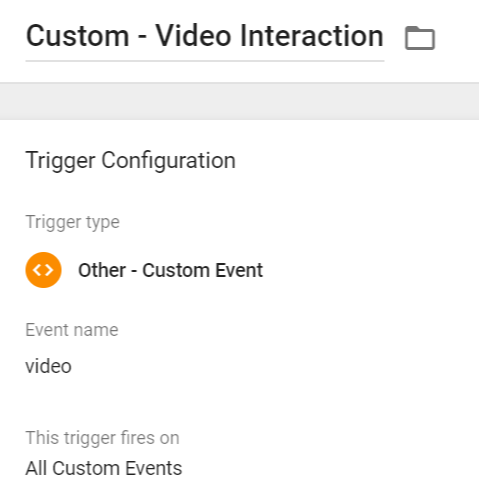 Custom - Video Interaction
Trigger Configuration
Trigger type
Other - Custom Event
Event name
video
This trigger fires on
All Custom Events